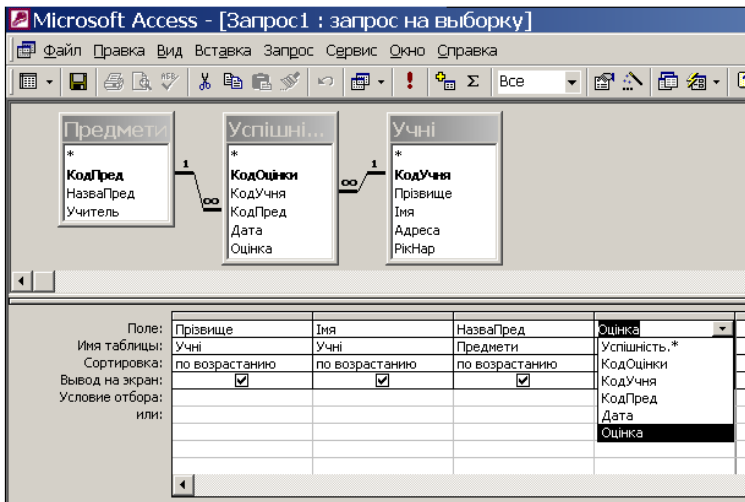 Microsoft Access - [Запрос1 : запрос на выборку]
Файл Правка Вид Вставка Запрос Сервис Окно Справка
Все
Предмети
*
КодПред
НазваПред
Учитель
Успішні...
*
КодОцінки
КодУчня
КодПред
Дата
Оцінка
Учні
*
КодУчня
Прізвище
Імя
Адреса
РікНар
1
∞
∞
1
Поле: Прізвище Імя НазваПред Оцінка
Имя таблицы: Учні Учні Предмети
Сортировка: по возрастанию по возрастанию по возрастанию
Вывод на экран:
Условие отбора:
или:
Успішність.*
КодОцінки
КодУчня
КодПред
Дата
Оцінка